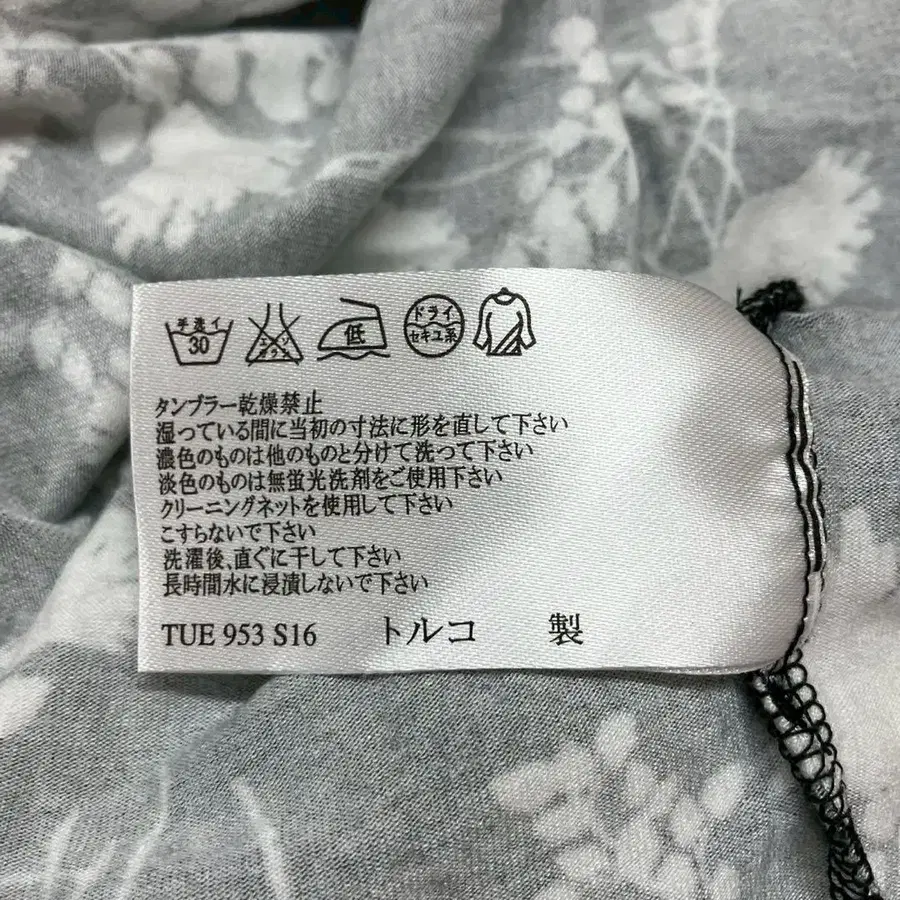 手洗イ 30 エンソサラシ 低 ドライ セキユ系
タンブラー乾燥禁止
湿っている間に当初の寸法に形を直して下さい
濃色のものは他のものと分けて洗って下さい
淡色のものは無蛍光洗剤をご使用下さい
クリーニングネットを使用して下さい
こすらないで下さい
洗濯後、直ぐに干して下さい
長時間水に浸漬しないで下さい
TUE 953 S16 トルコ 製